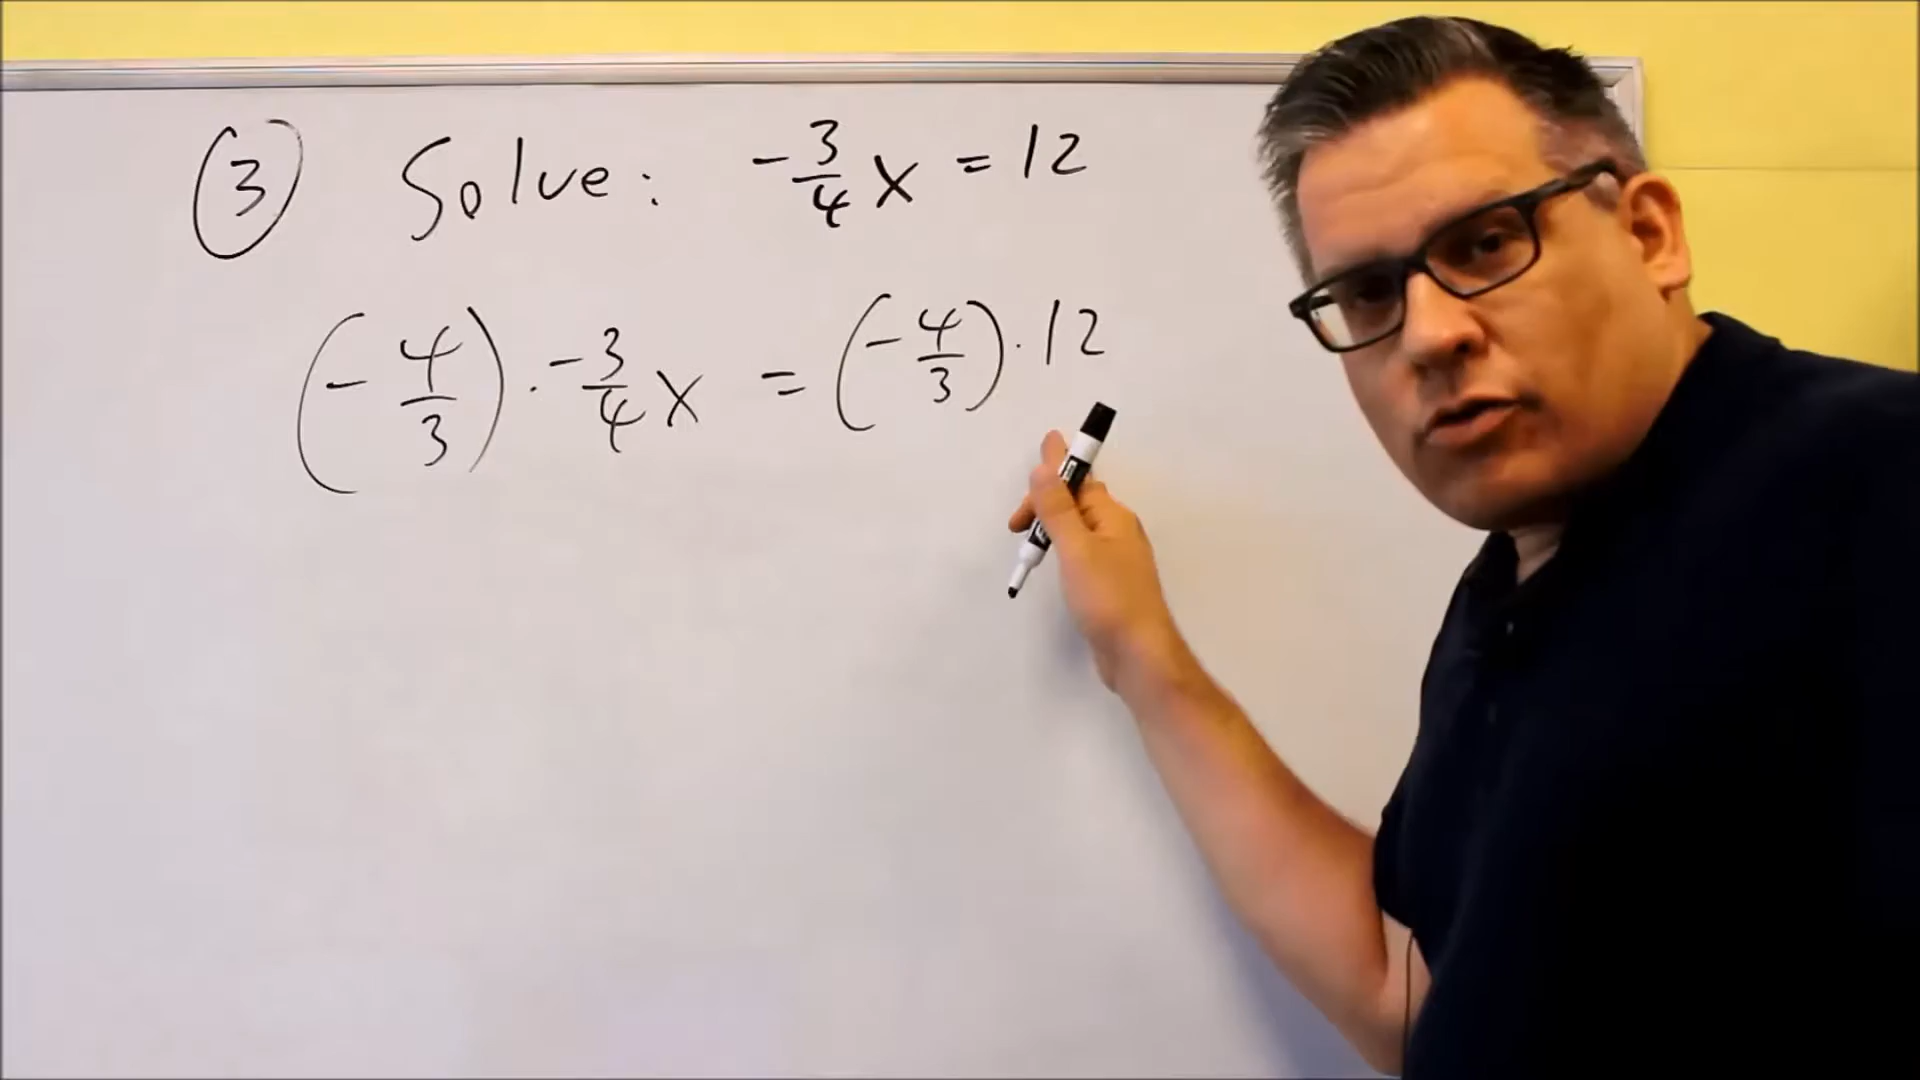 ③ Solve: -3/4 x = 12
(-4/3) · -3/4 x = (-4/3) · 12